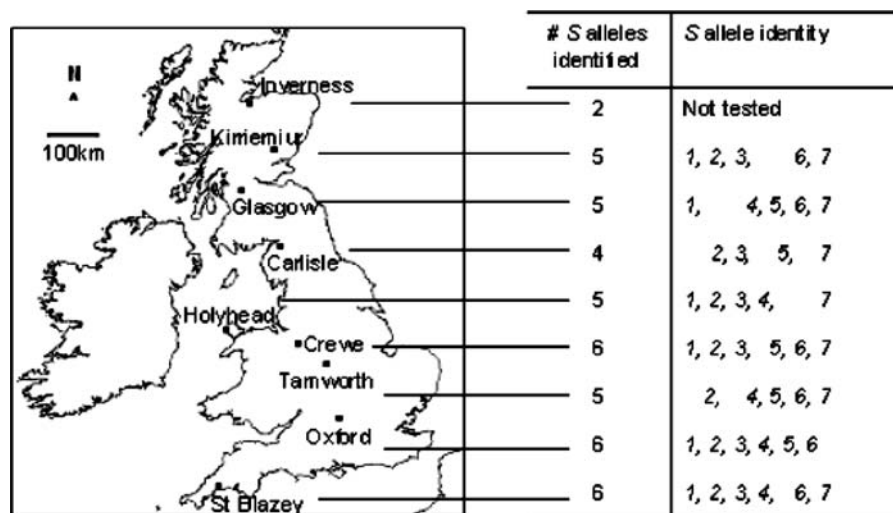 # S alleles identified
S allele identity
N
100km
Inverness
2
Not tested
Kirriemiur
5
1, 2, 3, 6, 7
Glasgow
5
1, 4, 5, 6, 7
Carlisle
4
2, 3, 5, 7
Holyhead
5
1, 2, 3, 4, 7
Crewe
6
1, 2, 3, 5, 6, 7
Tamworth
5
2, 4, 5, 6, 7
Oxford
6
1, 2, 3, 4, 5, 6
St Blazey
6
1, 2, 3, 4, 6, 7